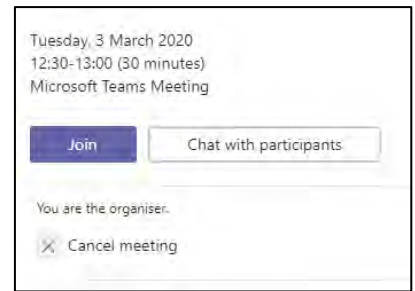 Tuesday, 3 March 2020
12:30-13:00 (30 minutes)
Microsoft Teams Meeting
Join
Chat with participants
You are the organiser.
Cancel meeting